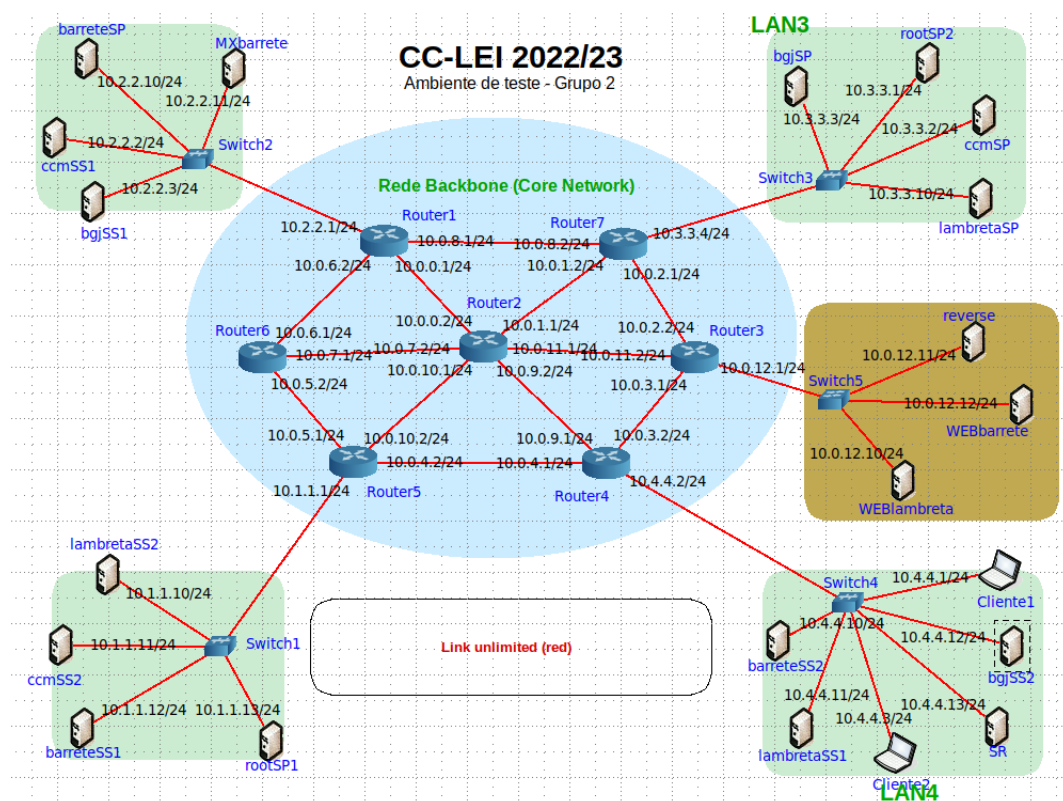 CC-LEI 2022/23
Ambiente de teste - Grupo 2
barreteSP
MXbarrete
10.2.2.10/24
10.2.2.11/24
10.2.2.2/24
Switch2
ccmSS1
10.2.2.3/24
bgjSS1
LAN3
rootSP2
bgjSP
10.3.3.1/24
10.3.3.3/24
10.3.3.2/24
ccmSP
Switch3
10.3.3.10/24
lambretaSP
Rede Backbone (Core Network)
10.2.2.1/24
Router1
Router7
10.3.3.4/24
10.0.8.1/24
10.0.8.2/24
10.0.6.2/24
10.0.0.1/24
10.0.1.2/24
10.0.2.1/24
Router2
Router6
10.0.6.1/24
10.0.0.2/24
10.0.1.1/24
10.0.2.2/24
Router3
10.0.7.1/24
10.0.7.2/24
10.0.11.1/24
10.0.11.2/24
10.0.12.1/24
10.0.5.2/24
10.0.10.1/24
10.0.9.2/24
10.0.3.1/24
10.0.5.1/24
10.0.10.2/24
10.0.9.1/24
10.0.3.2/24
10.0.4.2/24
10.0.4.1/24
10.1.1.1/24
Router5
Router4
10.4.4.2/24
reverse
10.0.12.11/24
Switch5
10.0.12.12/24
WEBbarrete
10.0.12.10/24
WEBlambreta
lambretaSS2
10.1.1.10/24
10.1.1.11/24
Switch1
ccmSS2
10.1.1.12/24
10.1.1.13/24
barreteSS1
rootSP1
Link unlimited (red)
Switch4
10.4.4.1/24
Cliente1
10.4.4.10/24
10.4.4.12/24
barreteSS2
bgjSS2
10.4.4.11/24
10.4.4.13/24
10.4.4.3/24
lambretaSS1
SR
Cliente2
LAN4